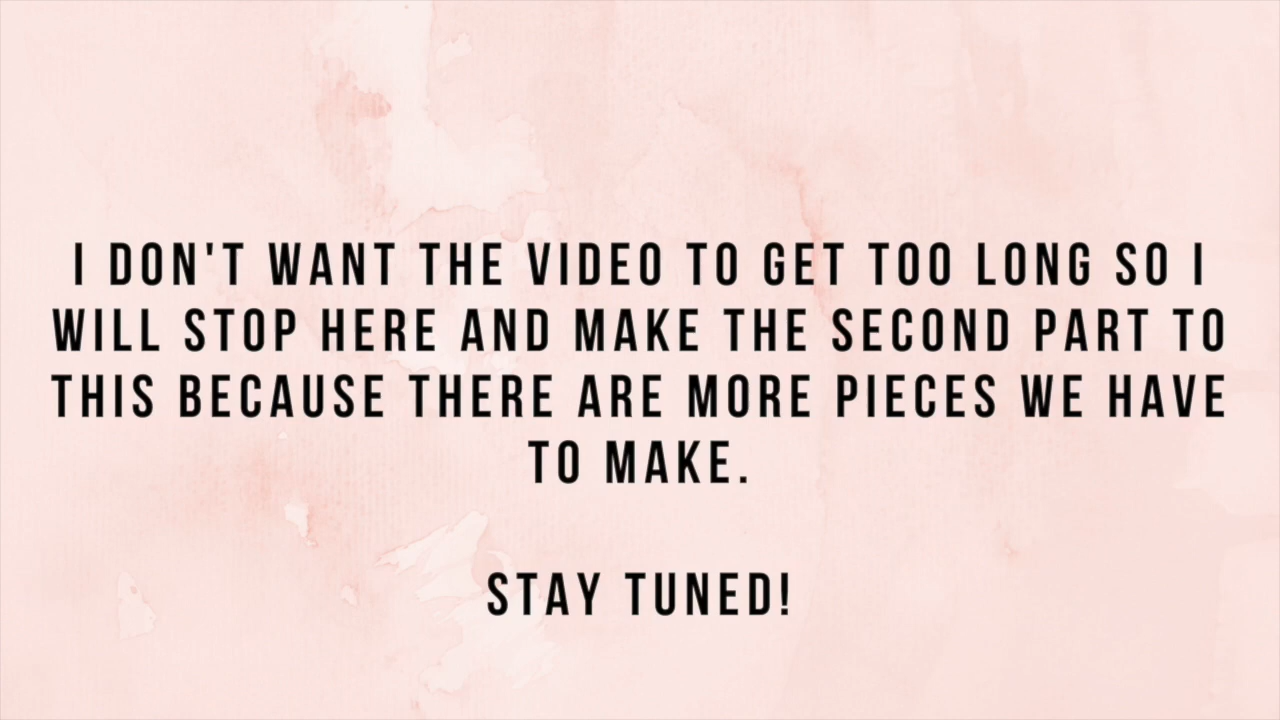 I DON'T WANT THE VIDEO TO GET TOO LONG SO I
WILL STOP HERE AND MAKE THE SECOND PART TO
THIS BECAUSE THERE ARE MORE PIECES WE HAVE
TO MAKE.
STAY TUNED!